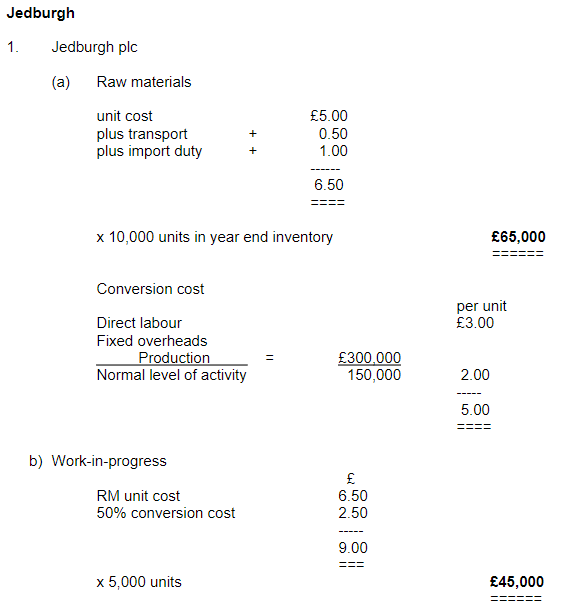 Jedburgh
1. Jedburgh plc
(a) Raw materials
unit cost £5.00
plus transport + 0.50
plus import duty + 1.00
------
6.50
====
x 10,000 units in year end inventory £65,000
======
Conversion cost
per unit
Direct labour £3.00
Fixed overheads
Production = £300,000
Normal level of activity 150,000 2.00
-----
5.00
====
b) Work-in-progress
£
RM unit cost 6.50
50% conversion cost 2.50
-----
9.00
===
x 5,000 units £45,000
======